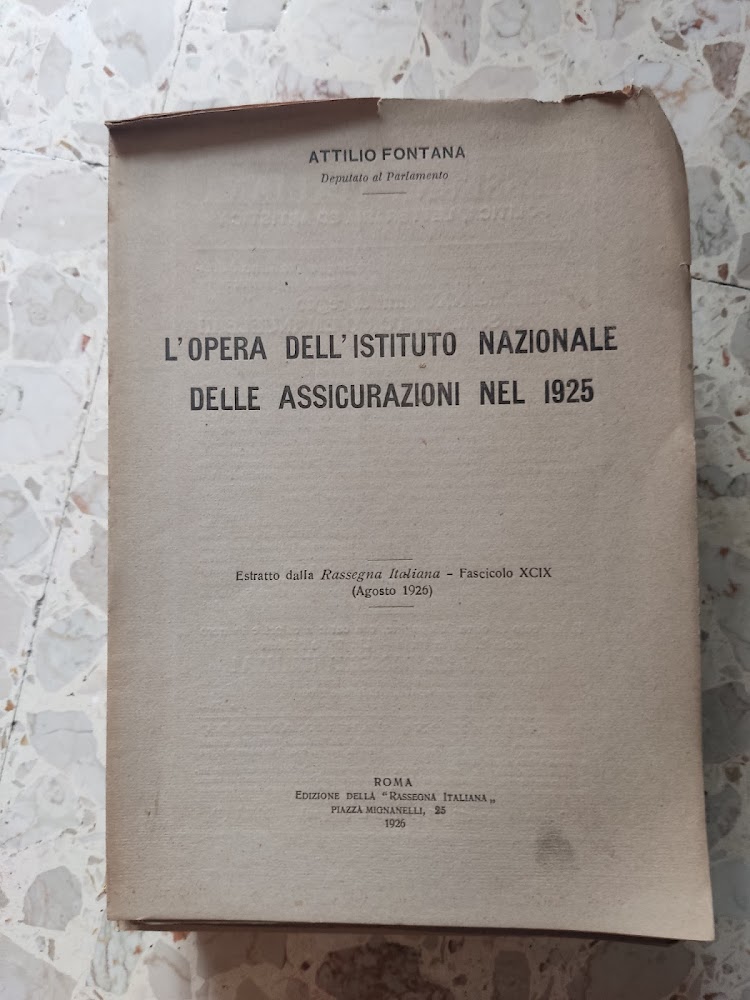 ATTILIO FONTANA
Deputato al Parlamento
L'OPERA DELL'ISTITUTO NAZIONALE
DELLE ASSICURAZIONI NEL 1925
Estratto dalla Rassegna Italiana - Fascicolo XCIX
(Agosto 1926)
ROMA
EDIZIONE DELLA "RASSEGNA ITALIANA„
PIAZZA MIGNANELLI, 25
1926